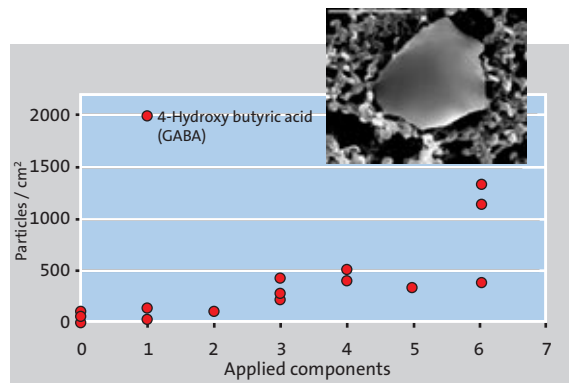 4-Hydroxy butyric acid
(GABA)
Particles / cm²
2000
1500
1000
500
0
0 1 2 3 4 5 6 7
Applied components